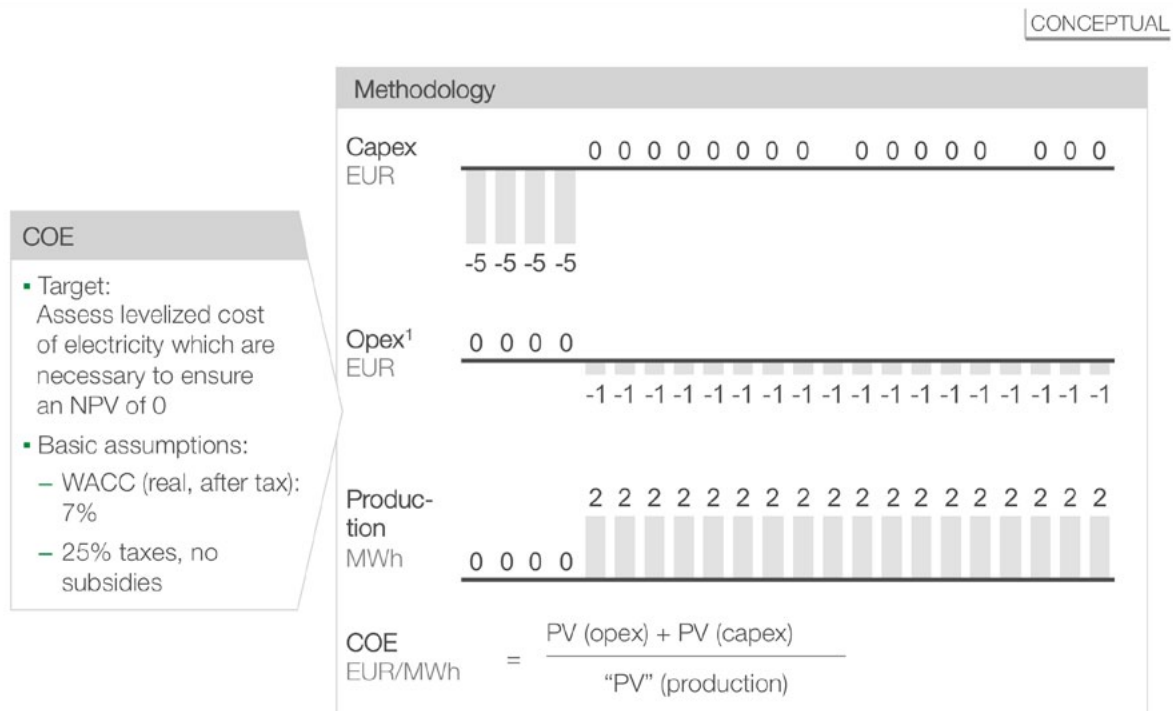 CONCEPTUAL
COE
▪ Target:
Assess levelized cost
of electricity which are
necessary to ensure
an NPV of 0
▪ Basic assumptions:
– WACC (real, after tax):
7%
– 25% taxes, no
subsidies
Methodology
Capex
EUR
0 0 0 0 0 0 0 0 0 0 0 0 0 0 0 0
-5 -5 -5 -5
Opex¹
EUR
0 0 0 0
-1 -1 -1 -1 -1 -1 -1 -1 -1 -1 -1 -1 -1 -1 -1 -1 -1 -1
Produc-
tion
MWh
2 2 2 2 2 2 2 2 2 2 2 2 2 2 2 2 2 2
0 0 0 0
COE
EUR/MWh
=
PV (opex) + PV (capex)
“PV” (production)